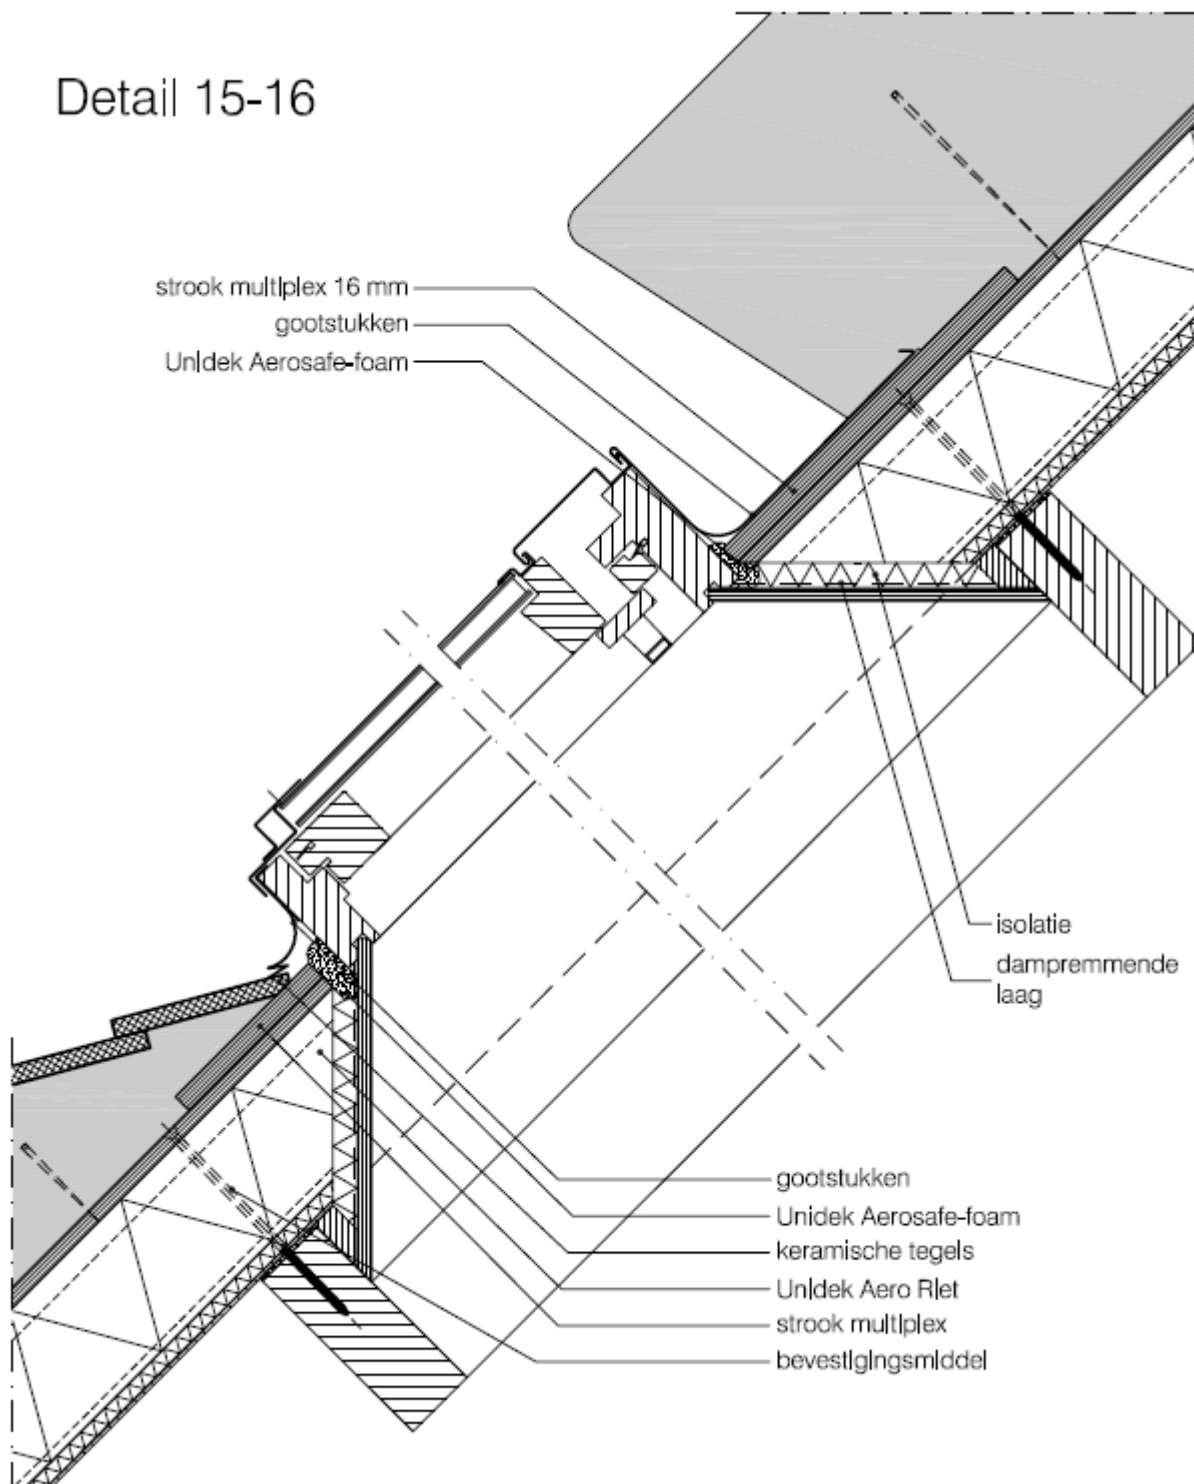 Detail 15-16
strook multiplex 16 mm
gootstukken
Unidek Aerosafe-foam
isolatie
dampremmende
laag
gootstukken
Unidek Aerosafe-foam
keramische tegels
Unidek Aero Riet
strook multiplex
bevestigingsmiddel